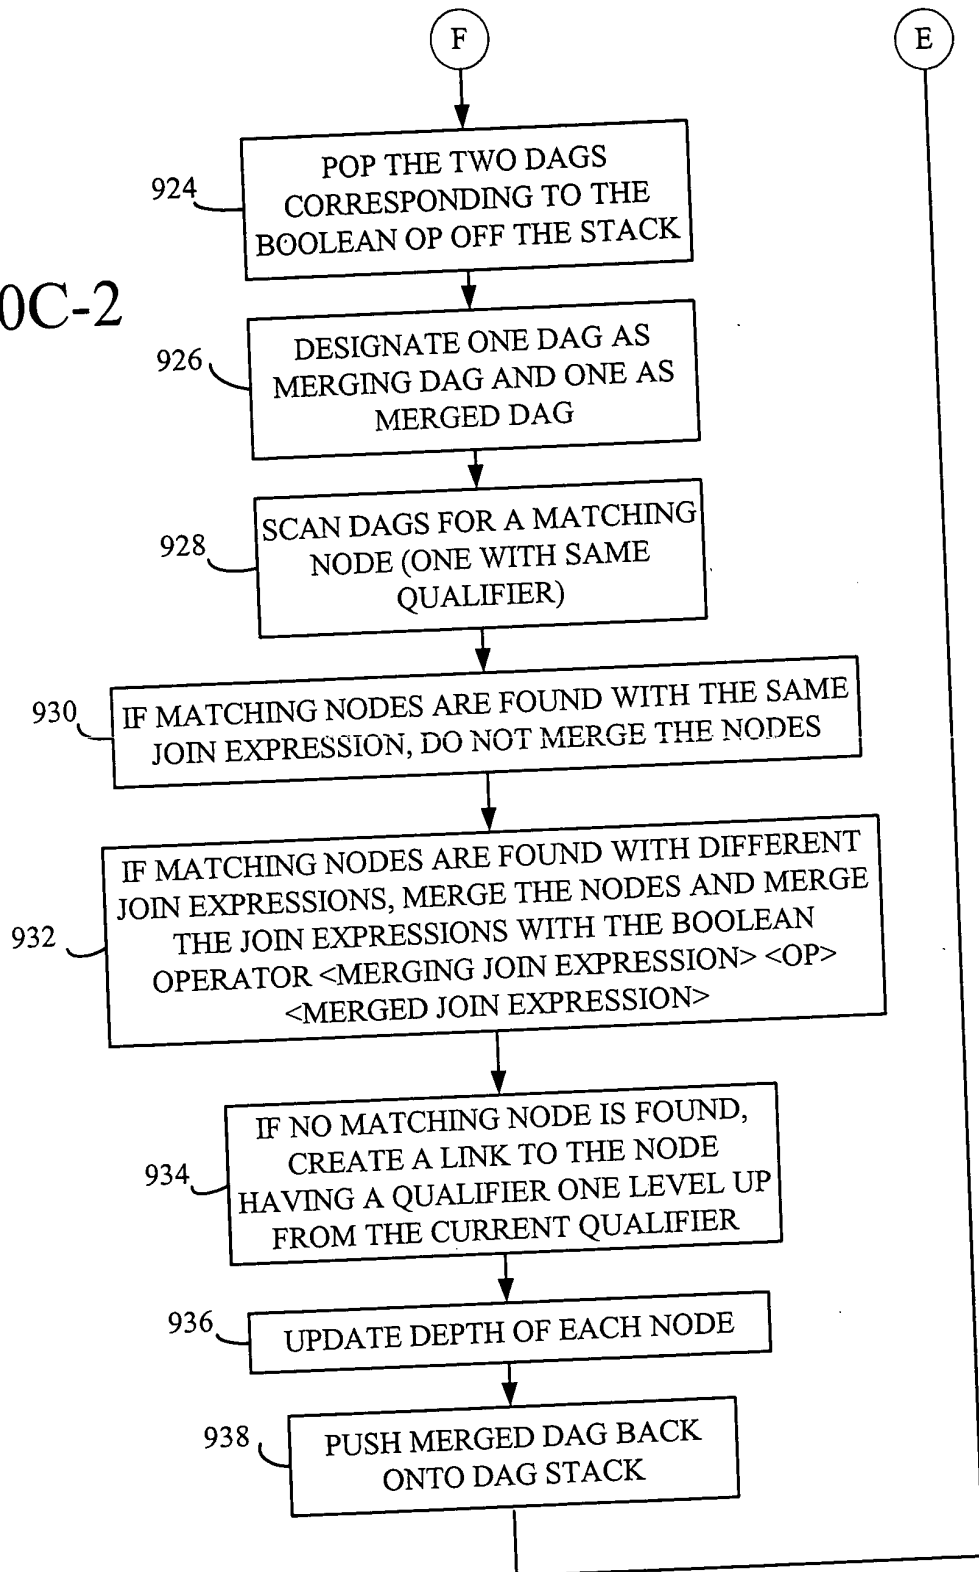 F
E
924
POP THE TWO DAGS
CORRESPONDING TO THE
BOOLEAN OP OFF THE STACK
0C-2
926
DESIGNATE ONE DAG AS
MERGING DAG AND ONE AS
MERGED DAG
928
SCAN DAGS FOR A MATCHING
NODE (ONE WITH SAME
QUALIFIER)
930
IF MATCHING NODES ARE FOUND WITH THE SAME
JOIN EXPRESSION, DO NOT MERGE THE NODES
932
IF MATCHING NODES ARE FOUND WITH DIFFERENT
JOIN EXPRESSIONS, MERGE THE NODES AND MERGE
THE JOIN EXPRESSIONS WITH THE BOOLEAN
OPERATOR <MERGING JOIN EXPRESSION> <OP>
<MERGED JOIN EXPRESSION>
934
IF NO MATCHING NODE IS FOUND,
CREATE A LINK TO THE NODE
HAVING A QUALIFIER ONE LEVEL UP
FROM THE CURRENT QUALIFIER
936
UPDATE DEPTH OF EACH NODE
938
PUSH MERGED DAG BACK
ONTO DAG STACK